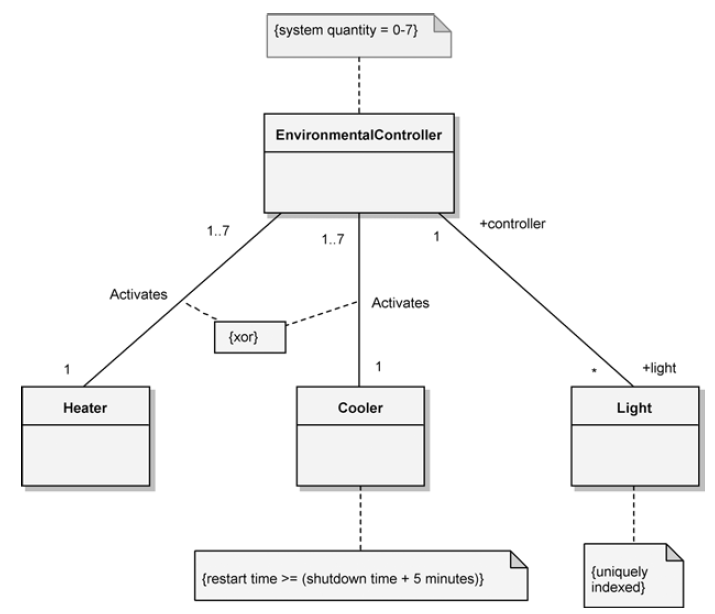 {system quantity = 0-7}
EnvironmentalController
1..7
1..7
1
+controller
Activates
Activates
{xor}
1
1
*
+light
Heater
Cooler
Light
{restart time >= (shutdown time + 5 minutes)}
{uniquely
indexed}